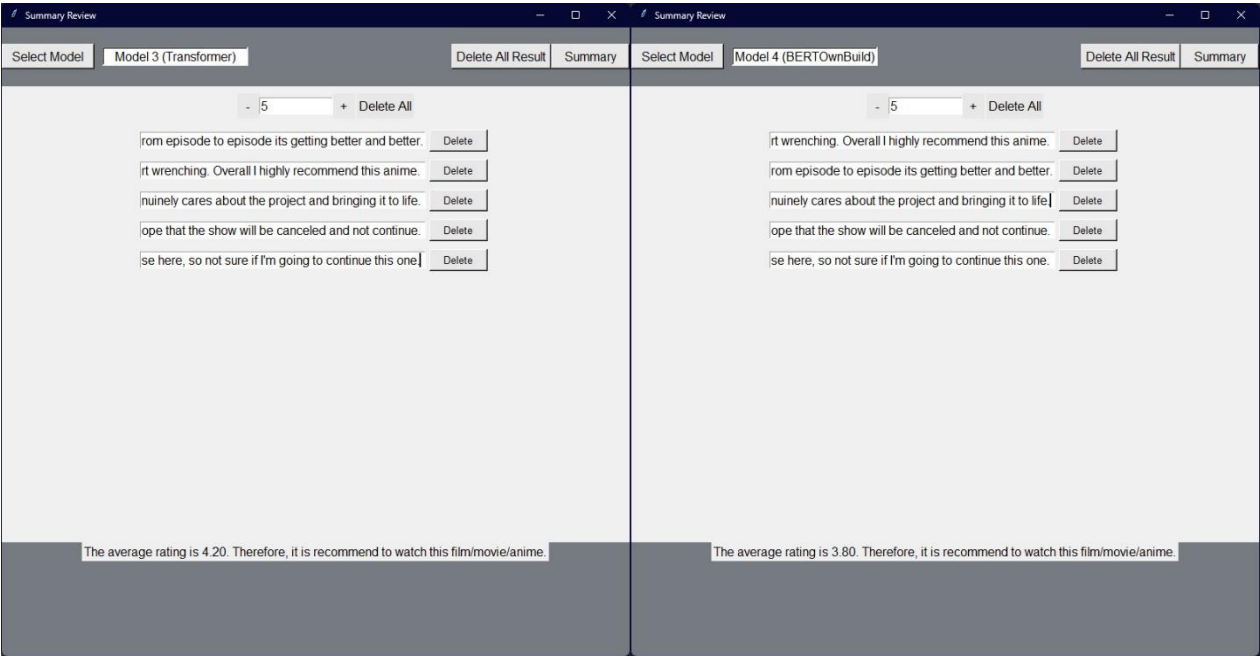 Summary Review
Select Model Model 3 (Transformer) Delete All Result Summary
- 5 + Delete All
rom episode to episode its getting better and better. Delete
rt wrenching. Overall I highly recommend this anime. Delete
nuinely cares about the project and bringing it to life. Delete
ope that the show will be canceled and not continue. Delete
se here, so not sure if I'm going to continue this one. Delete
The average rating is 4.20. Therefore, it is recommend to watch this film/movie/anime.
Summary Review
Select Model Model 4 (BERTOwnBuild) Delete All Result Summary
- 5 + Delete All
rt wrenching. Overall I highly recommend this anime. Delete
rom episode to episode its getting better and better. Delete
nuinely cares about the project and bringing it to life. Delete
ope that the show will be canceled and not continue. Delete
se here, so not sure if I'm going to continue this one. Delete
The average rating is 3.80. Therefore, it is recommend to watch this film/movie/anime.